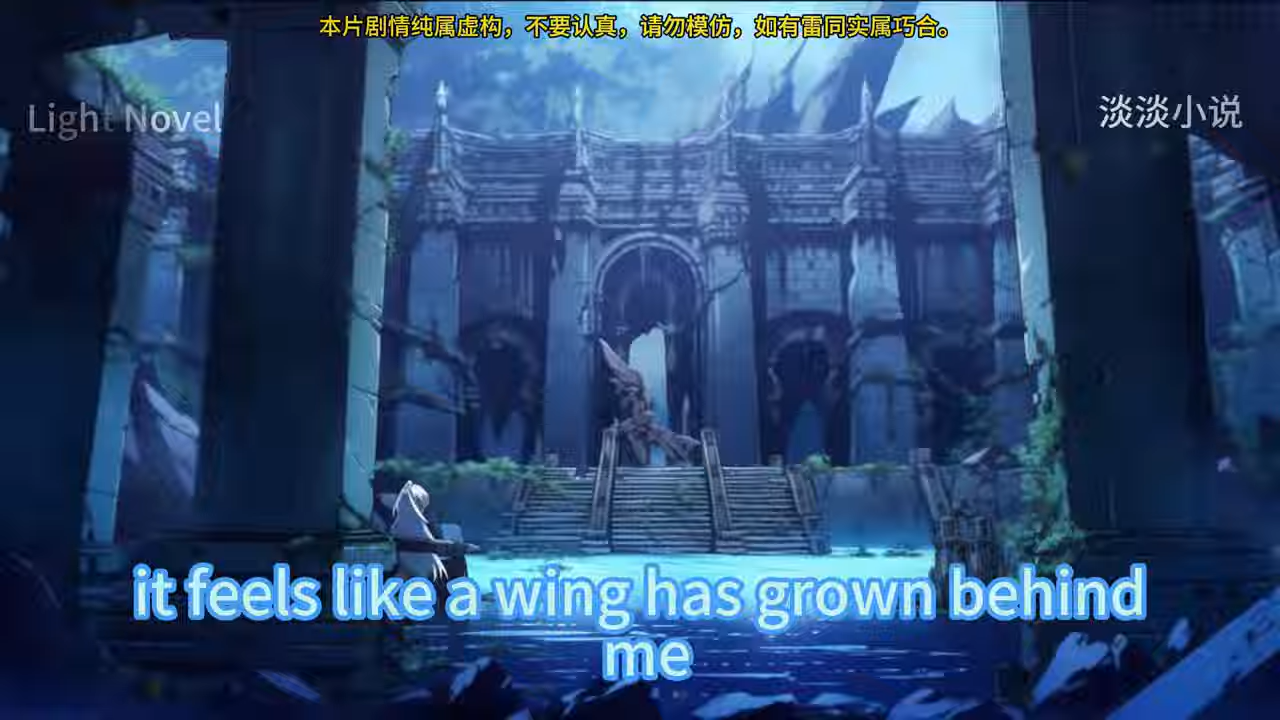 本片剧情纯属虚构，不要认真，请勿模仿，如有雷同实属巧合。
Light Novel
淡淡小说
it feels like a wing has grown behind
me